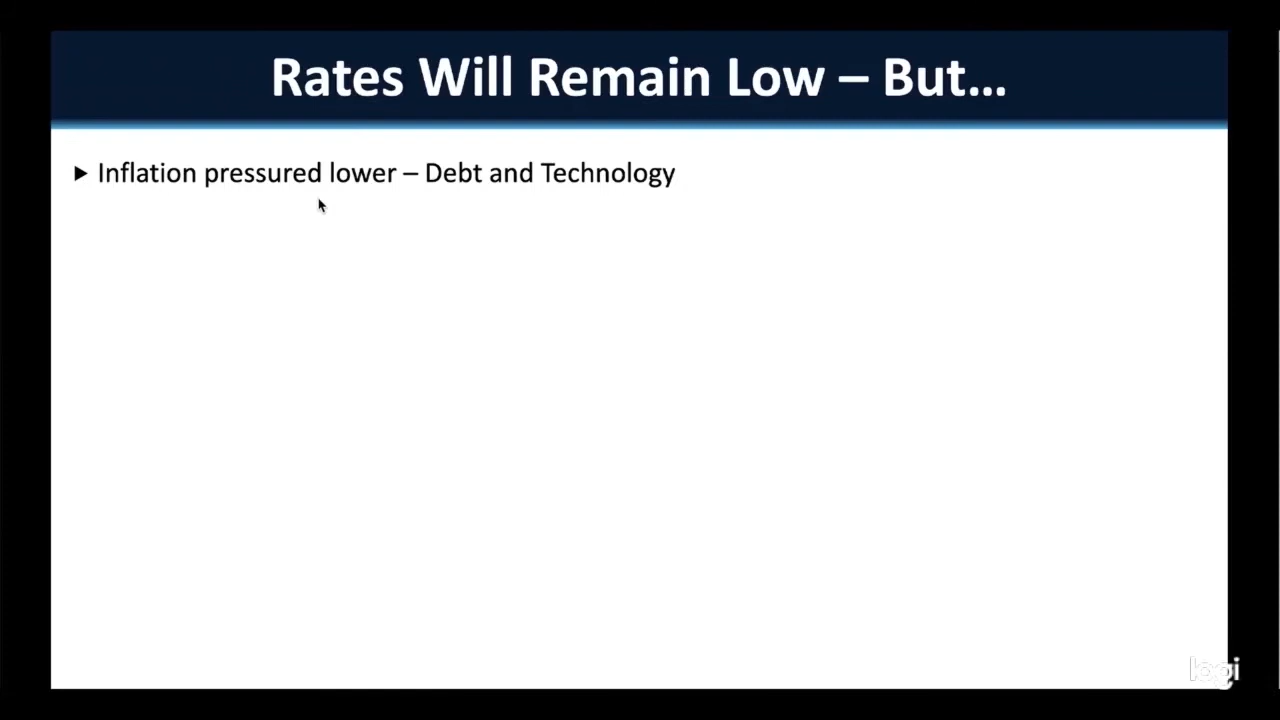 Rates Will Remain Low – But…
Inflation pressured lower – Debt and Technology